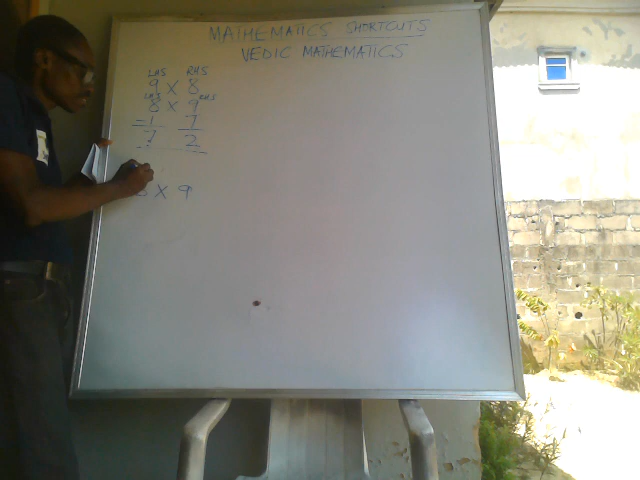 MATHEMATICS SHORTCUTS
VEDIC MATHEMATICS
LHS RHS
9 X 8
LHS RHS
8 X 9
-1 7
7 2
X 9